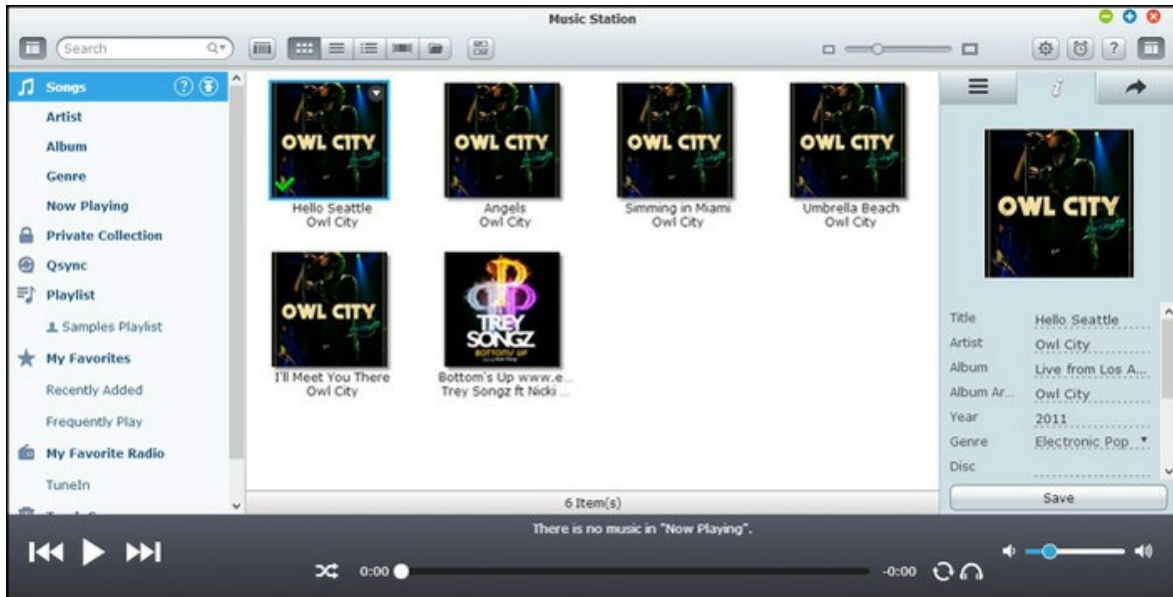 Music Station
Search
Songs
Artist
Album
Genre
Now Playing
Private Collection
Qsync
Playlist
Samples Playlist
My Favorites
Recently Added
Frequently Play
My Favorite Radio
TuneIn
OWL CITY
OWL CITY
OWL CITY
OWL CITY
Hello Seattle
Owl City
Angels
Owl City
Simming in Miami
Owl City
Umbrella Beach
Owl City
OWL CITY
TREY
SONGZ
BOTTOMS UP
I'll Meet You There
Owl City
Bottom's Up www.e...
Trey Songz ft Nicki ...
6 Item(s)
OWL CITY
Title Hello Seattle
Artist Owl City
Album Live from Los A...
Album Ar... Owl City
Year 2011
Genre Electronic Pop
Disc
Save
There is no music in "Now Playing".
0:00
-0:00